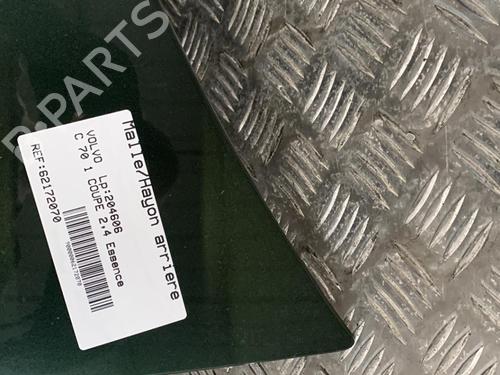 B-PARTS
Malle/Hayon arriere
VOLVO Lp:204606
C 70 1 COUPE 2,4 Essence
REF:62172070